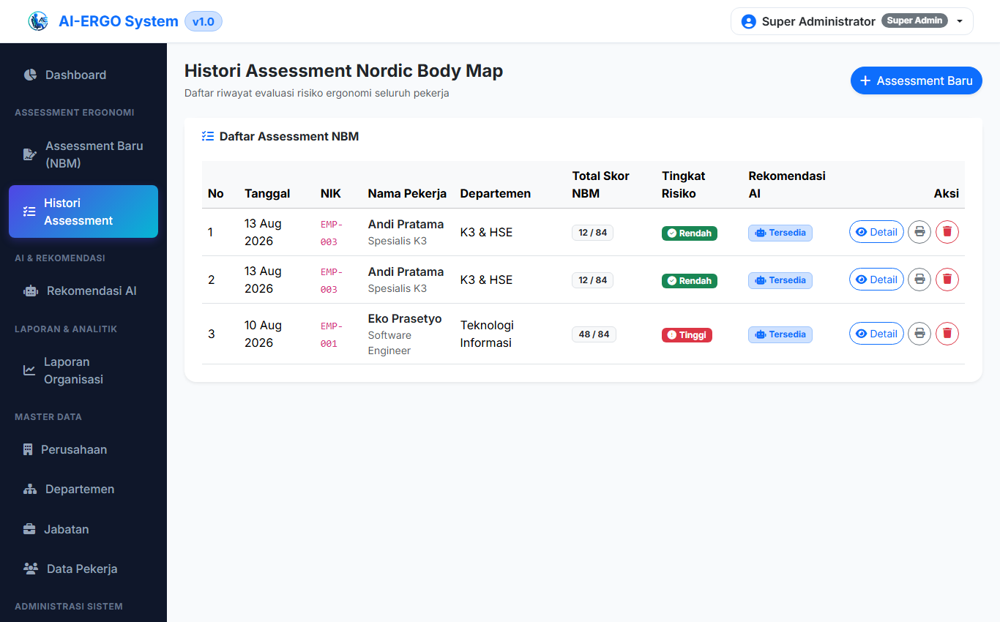 AI-ERGO System v1.0
Super Administrator Super Admin
Dashboard
ASSESSMENT ERGONOMI
Assessment Baru
(NBM)
Histori
Assessment
AI & REKOMENDASI
Rekomendasi AI
LAPORAN & ANALITIK
Laporan
Organisasi
MASTER DATA
Perusahaan
Departemen
Jabatan
Data Pekerja
ADMINISTRASI SISTEM
Histori Assessment Nordic Body Map
Daftar riwayat evaluasi risiko ergonomi seluruh pekerja
+ Assessment Baru
Daftar Assessment NBM
No Tanggal NIK Nama Pekerja Departemen Total Skor NBM Tingkat Risiko Rekomendasi AI Aksi
1 13 Aug 2026 EMP-003 Andi Pratama Spesialis K3 K3 & HSE 12 / 84 Rendah Tersedia Detail
2 13 Aug 2026 EMP-003 Andi Pratama Spesialis K3 K3 & HSE 12 / 84 Rendah Tersedia Detail
3 10 Aug 2026 EMP-001 Eko Prasetyo Software Engineer Teknologi Informasi 48 / 84 Tinggi Tersedia Detail